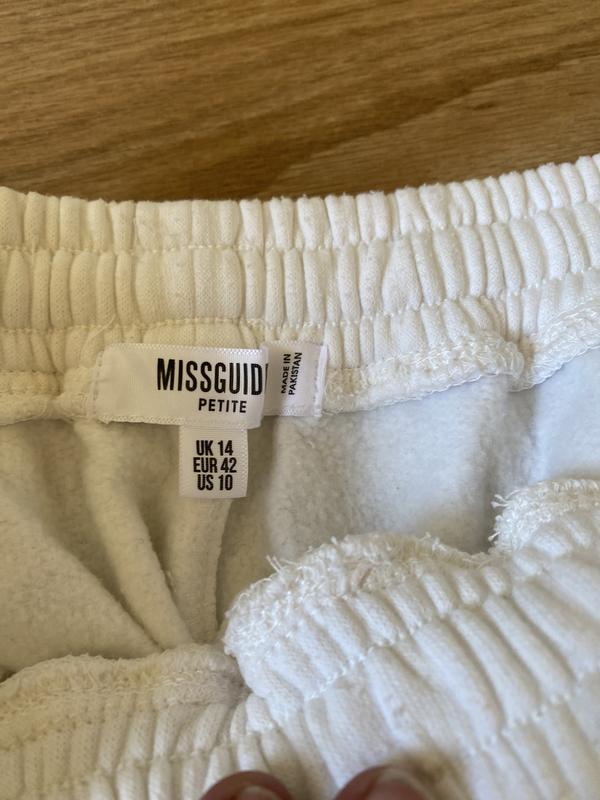 MISSGUID
PETITE
MADE IN
PAKISTAN
UK 14
EUR 42
US 10